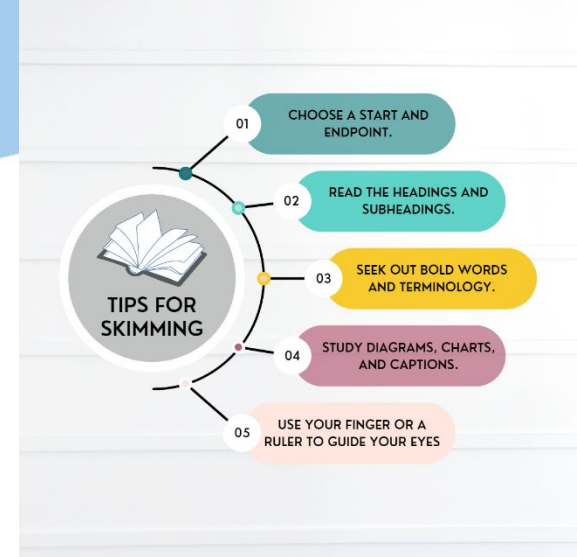 TIPS FOR
SKIMMING
01
CHOOSE A START AND
ENDPOINT.
02
READ THE HEADINGS AND
SUBHEADINGS.
03
SEEK OUT BOLD WORDS
AND TERMINOLOGY.
04
STUDY DIAGRAMS, CHARTS,
AND CAPTIONS.
05
USE YOUR FINGER OR A
RULER TO GUIDE YOUR EYES